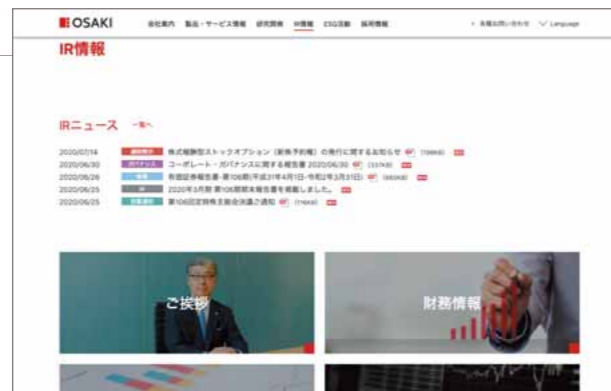 OSAKI
会社案内 製品・サービス情報 研究開発 IR情報 ESG活動 採用情報 各種お問い合わせ Language
IR情報
IRニュース 一覧へ
2020/07/14 適時開示 株式報酬型ストックオプション（新株予約権）の発行に関するお知らせ (198KB)
2020/06/30 ガバナンス コーポレート・ガバナンスに関する報告書 2020/06/30 (337KB)
2020/06/26 有価証券報告書-第106期(平成31年4月1日-令和2年3月31日)
2020/06/25 IR 2020年3月期 第106期期末報告書を掲載しました。
2020/06/25 第106回定時株主総会決議ご通知 (116KB)
ご挨拶 財務情報